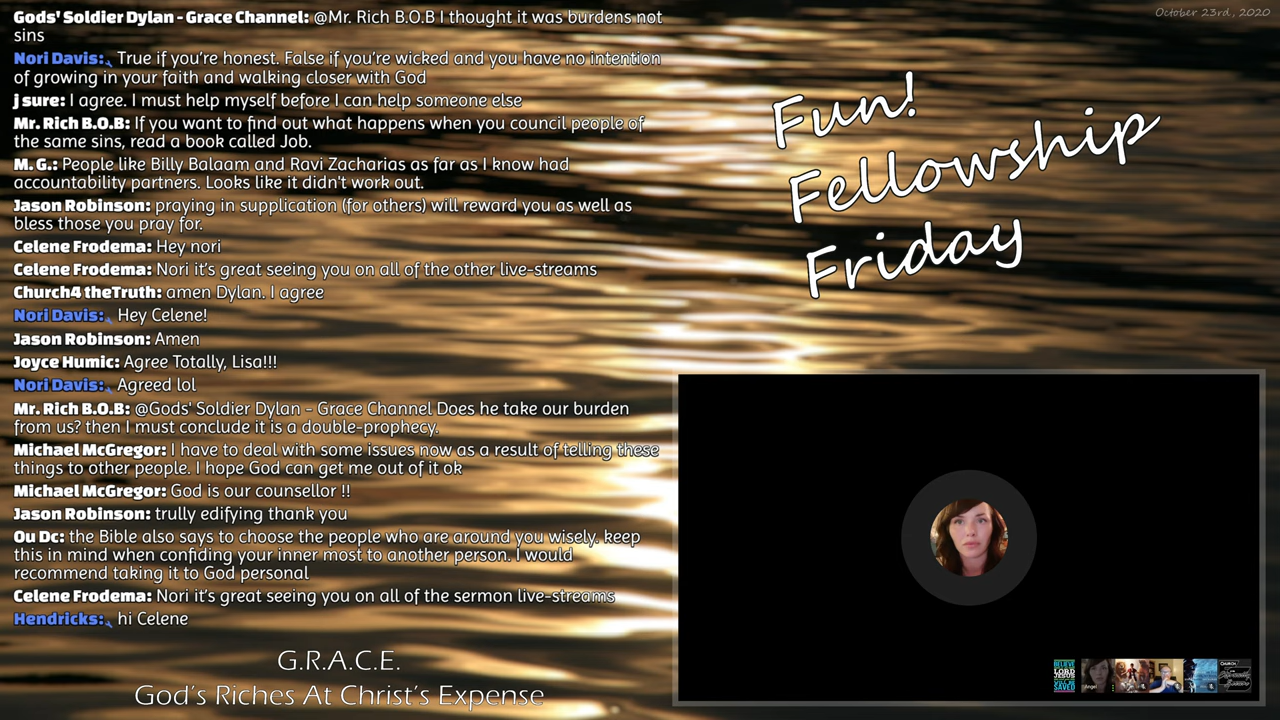 Gods' Soldier Dylan - Grace Channel: @Mr. Rich B.O.B I thought it was burdens not
sins
Nori Davis: True if you're honest. False if you're wicked and you have no intention
of growing in your faith and walking closer with God
j sure: I agree. I must help myself before I can help someone else
Mr. Rich B.O.B: If you want to find out what happens when you council people of
the same sins, read a book called Job.
M. G.: People like Billy Balaam and Ravi Zacharias as far as I know had
accountability partners. Looks like it didn't work out.
Jason Robinson: praying in supplication (for others) will reward you as well as
bless those you pray for.
Celene Frodema: Hey nori
Celene Frodema: Nori it's great seeing you on all of the other live-streams
Church4 theTruth: amen Dylan. I agree
Nori Davis: Hey Celene!
Jason Robinson: Amen
Joyce Humic: Agree Totally, Lisa!!!
Nori Davis: Agreed lol
Mr. Rich B.O.B: @Gods' Soldier Dylan - Grace Channel Does he take our burden
from us? then I must conclude it is a double-prophecy.
Michael McGregor: I have to deal with some issues now as a result of telling these
things to other people. I hope God can get me out of it ok
Michael McGregor: God is our counsellor !!
Jason Robinson: trully edifying thank you
Ou Dc: the Bible also says to choose the people who are around you wisely. keep
this in mind when confiding your inner most to another person. I would
recommend taking it to God personal
Celene Frodema: Nori it's great seeing you on all of the sermon live-streams
Hendricks: hi Celene
G.R.A.C.E.
God's Riches At Christ's Expense
October 23rd, 2020
Fun!
Fellowship
Friday
BELIEVE
LORD
JESUS
SAVED
Angel
CHURCH